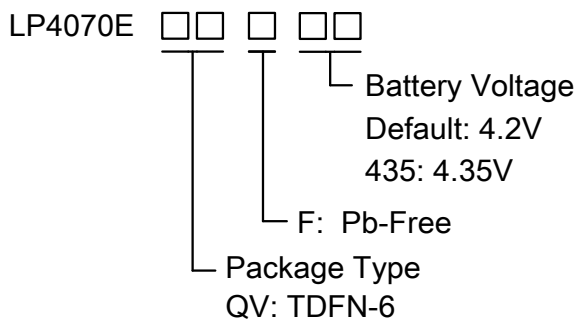 LP4070E □□ □ □□
Battery Voltage
Default: 4.2V
435: 4.35V
F: Pb-Free
Package Type
QV: TDFN-6